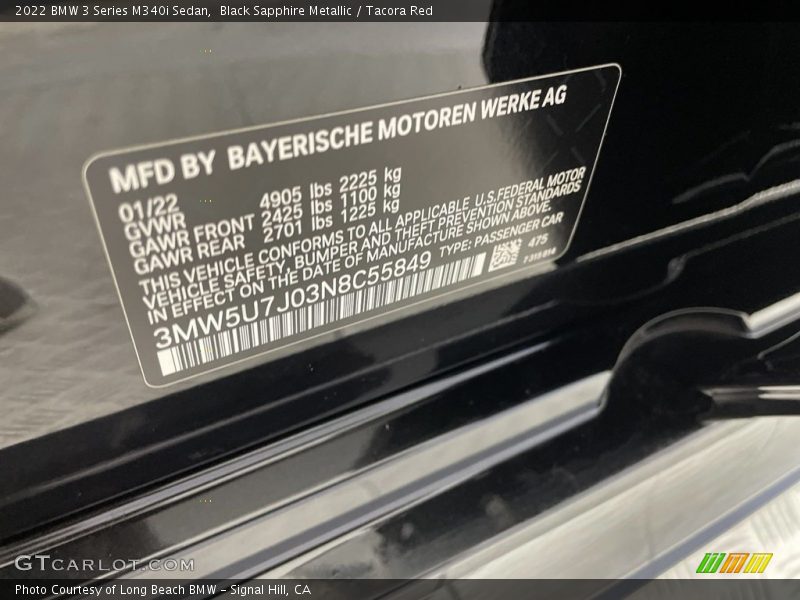 2022 BMW 3 Series M340i Sedan, Black Sapphire Metallic / Tacora Red
MFD BY BAYERISCHE MOTOREN WERKE AG
01/22
GVWR 4905 lbs 2225 kg
GAWR FRONT 2425 lbs 1100 kg
GAWR REAR 2701 lbs 1225 kg
THIS VEHICLE CONFORMS TO ALL APPLICABLE U.S.FEDERAL MOTOR
VEHICLE SAFETY, BUMPER AND THEFT PREVENTION STANDARDS
IN EFFECT ON THE DATE OF MANUFACTURE SHOWN ABOVE.
3MW5U7J03N8C55849 TYPE: PASSENGER CAR
475
GTCARLOT.COM
Photo Courtesy of Long Beach BMW - Signal Hill, CA